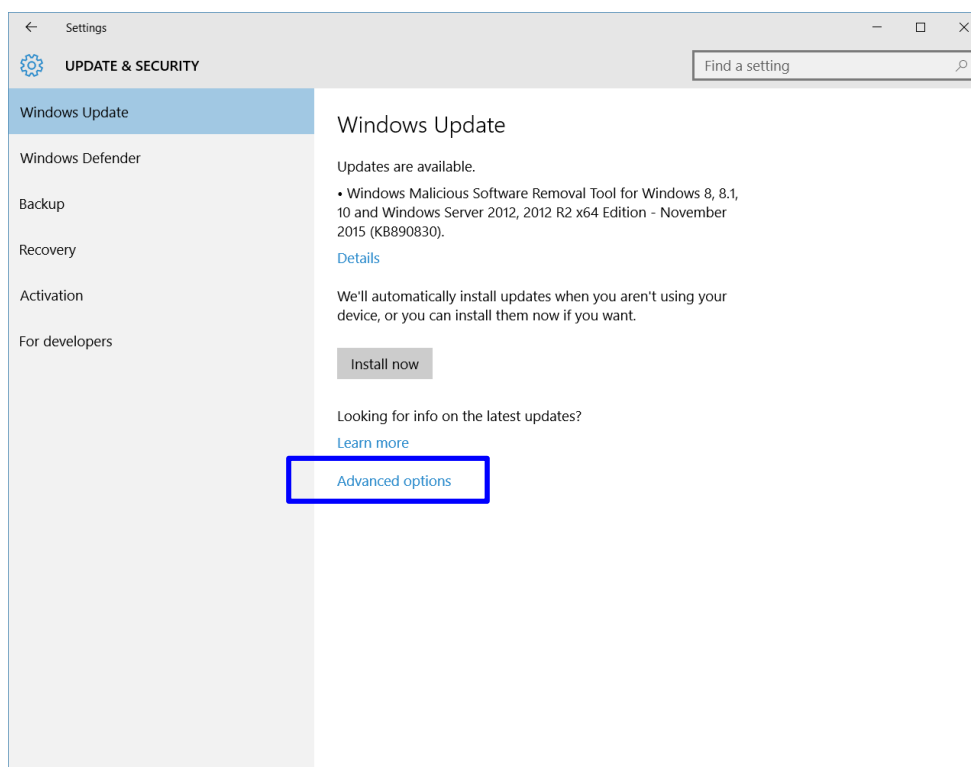 Settings
UPDATE & SECURITY
Find a setting
Windows Update
Windows Defender
Backup
Recovery
Activation
For developers
Windows Update
Updates are available.
• Windows Malicious Software Removal Tool for Windows 8, 8.1,
10 and Windows Server 2012, 2012 R2 x64 Edition - November
2015 (KB890830).
Details
We'll automatically install updates when you aren't using your
device, or you can install them now if you want.
Install now
Looking for info on the latest updates?
Learn more
Advanced options